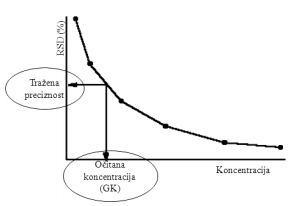 RSD (%)
Tražena
preciznost
Očitana
koncentracija
(GK)
Koncentracija